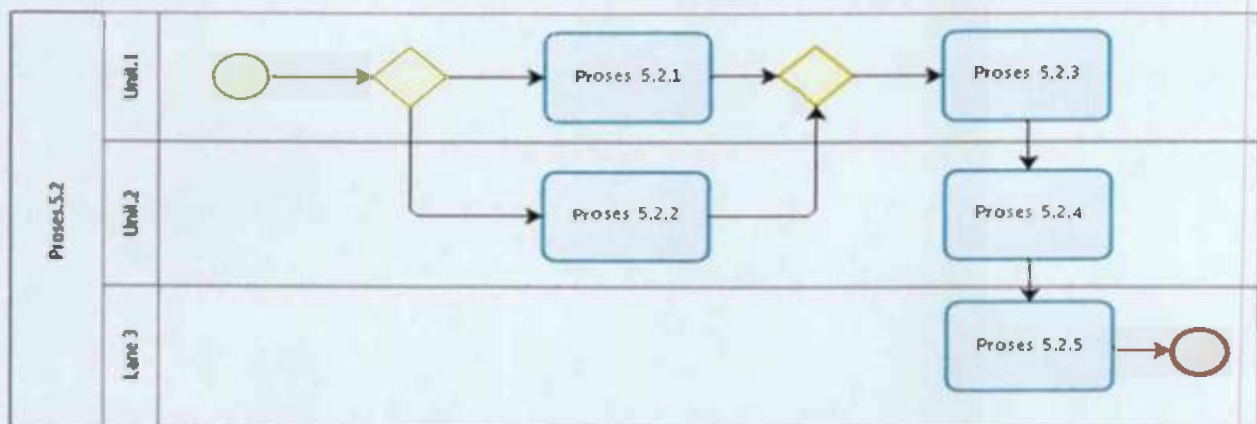 Proses.5.2
Unit.1
Proses 5.2.1
Proses 5.2.3
Unit.2
Proses 5.2.2
Proses 5.2.4
Lane 3
Proses 5.2.5